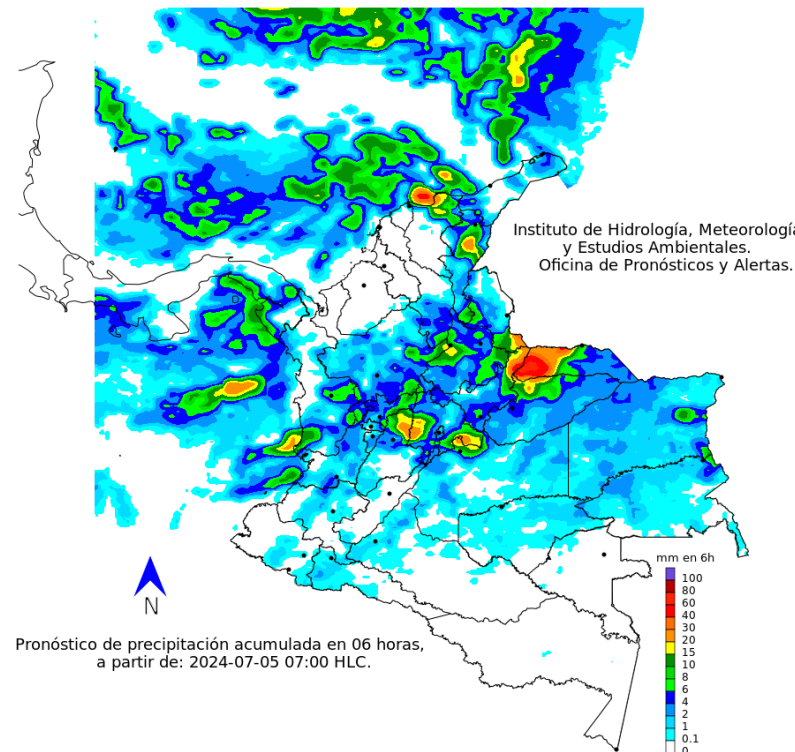 Instituto de Hidrología, Meteorología
y Estudios Ambientales.
Oficina de Pronósticos y Alertas.
mm en 6h
100
80
60
40
30
20
15
10
8
6
4
2
1
0.1
0
N
Pronóstico de precipitación acumulada en 06 horas,
a partir de: 2024-07-05 07:00 HLC.